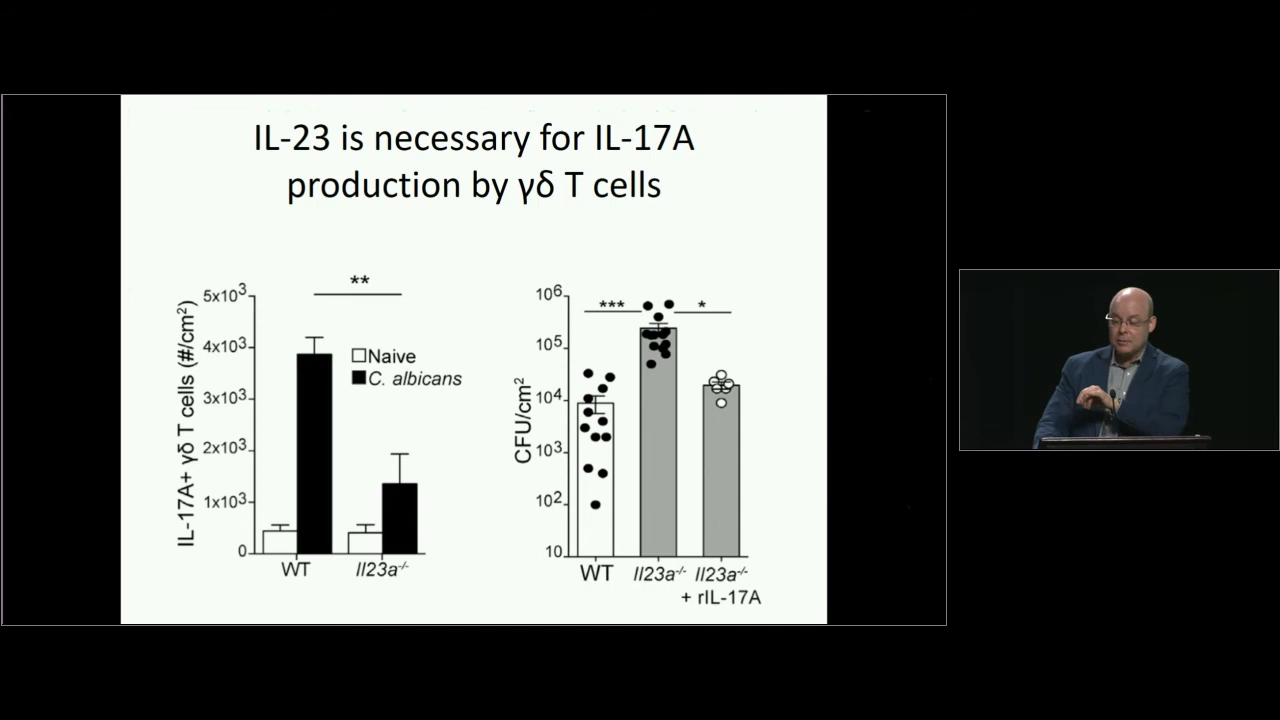 IL-23 is necessary for IL-17A
production by γδ T cells
IL-17A+ γδ T cells (#/cm²)
5x10³
4x10³
3x10³
2x10³
1x10³
0
**
Naive
C. albicans
WT
Il23a⁻/⁻
CFU/cm²
10⁶
10⁵
10⁴
10³
10²
10
***
*
WT
Il23a⁻/⁻
Il23a⁻/⁻
+ rIL-17A